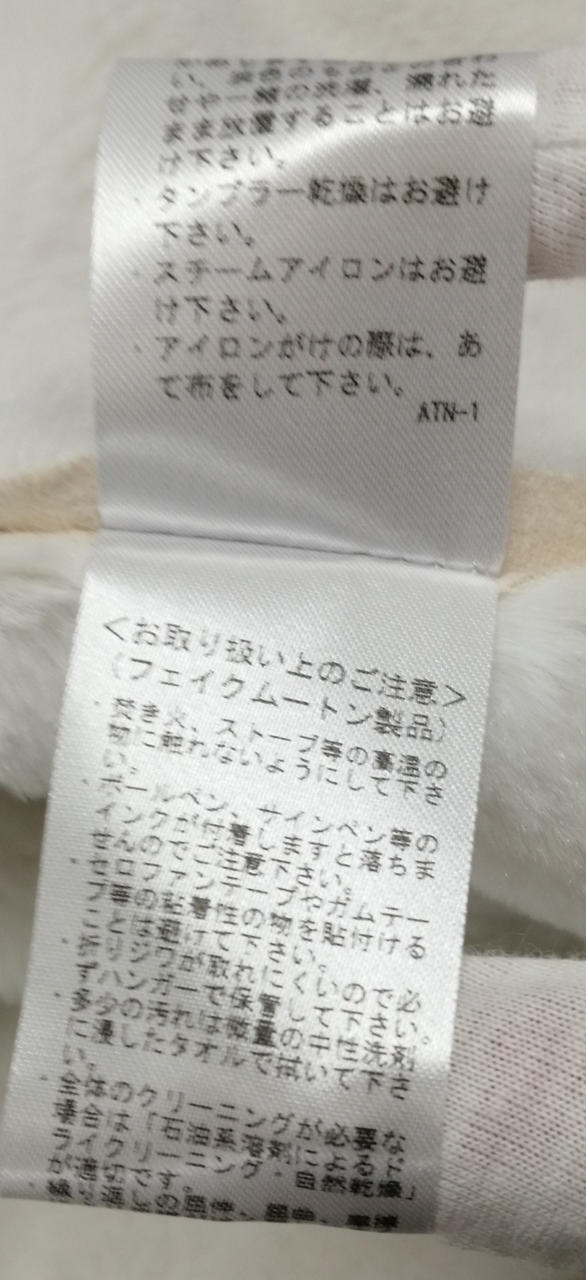 い。淡色のものとの
せや一緒の洗濯、濡れた
まま放置することはお避
け下さい。
・タンブラー乾燥はお避け
下さい。
・スチームアイロンはお避
け下さい。
・アイロンがけの際は、あ
て布をして下さい。
ATN-1
<お取り扱い上のご注意>
(フェイクムートン製品)
・焚き火、ストーブ等の高温の
物に触れないようにして下さ
い。
・ボールペン、サインペン等の
インクが付着しますと落ちま
せんのでご注意下さい。
・セロファンテープやガムテー
プ等の粘着性の物を貼付ける
ことは避けて下さい。
・折りジワが取れにくいので必
ずハンガーで保管して下さい。
・多少の汚れは微量の中性洗剤
に浸したタオルで拭いて下さ
い。
・全体のクリーニングが必要な
場合は「石油系溶剤によるド
ライクリーニング・自然乾燥」
が適切です。
・繰り返しの屈伸、屈曲、摩擦